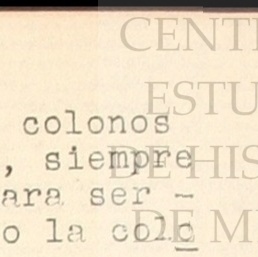 CENT
ESTU
colonos
, siempre
DE HIS
ara ser -
o la colo
DE M